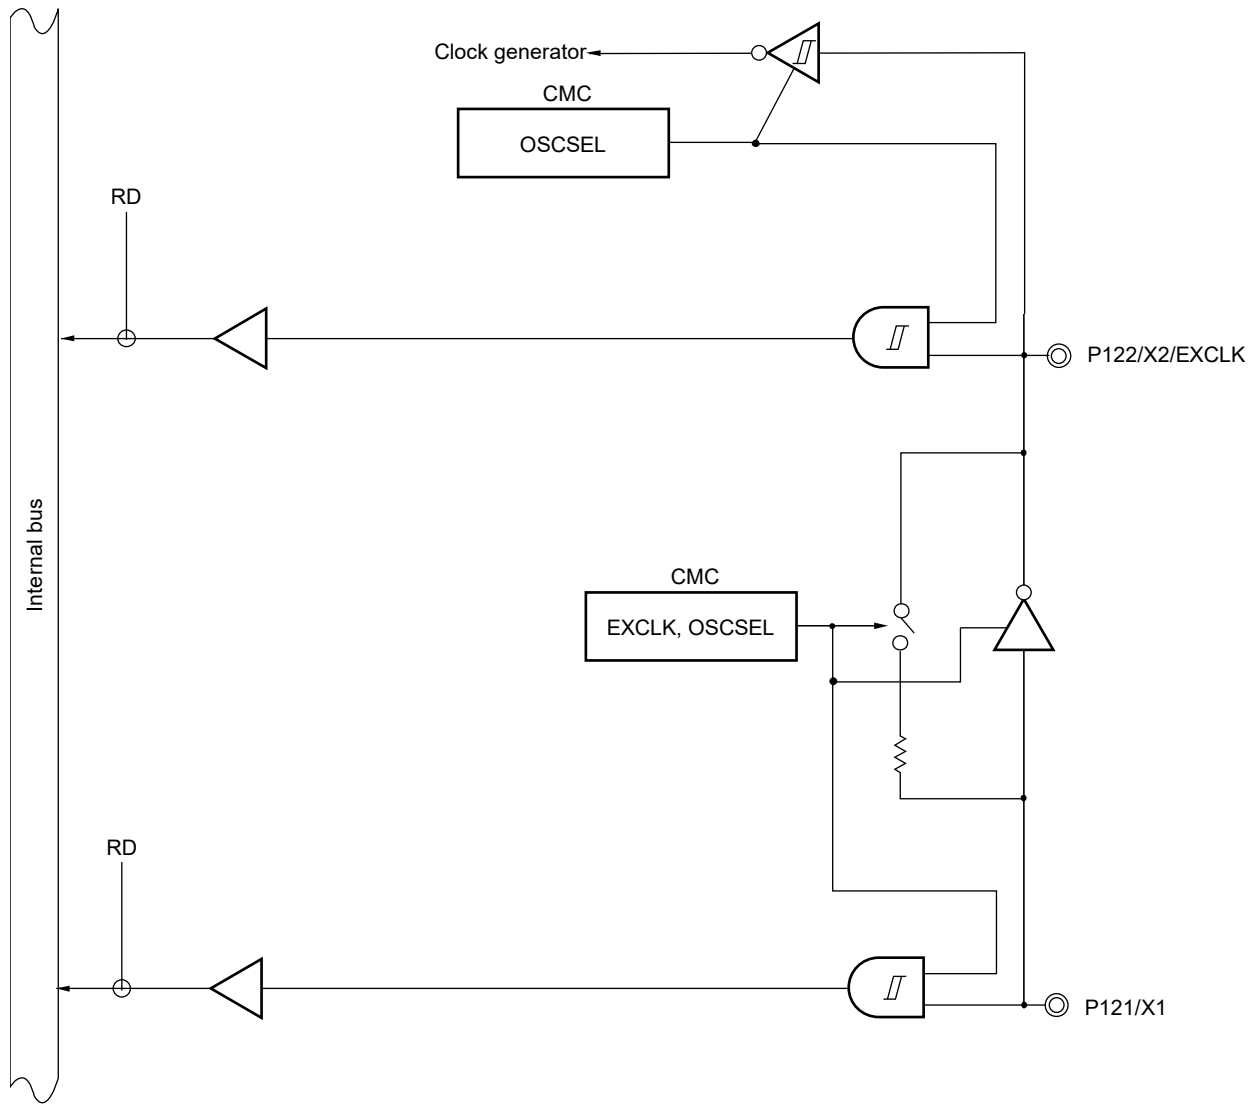 Clock generator
CMC
OSCSEL
RD
P122/X2/EXCLK
Internal bus
CMC
EXCLK, OSCSEL
RD
P121/X1